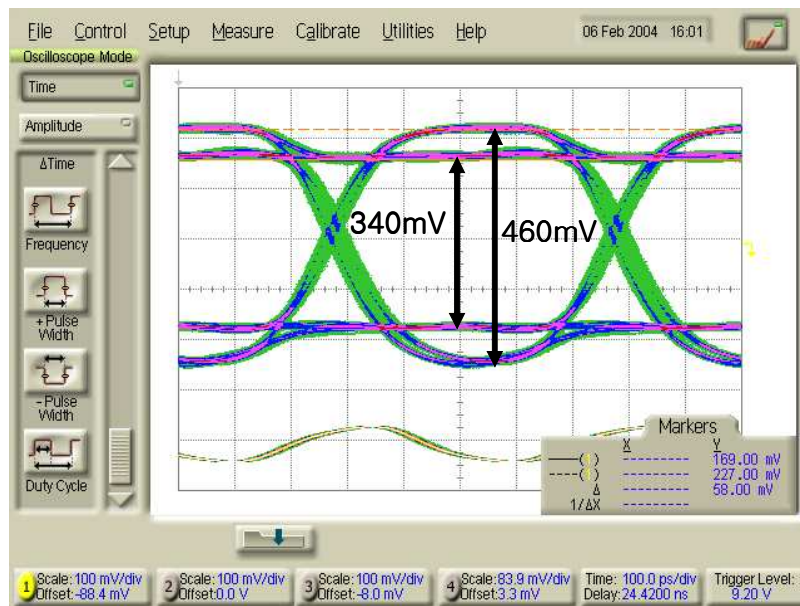 File Control Setup Measure Calibrate Utilities Help 06 Feb 2004 16:01
Oscilloscope Mode
Time
Amplitude
ΔTime
Frequency
+ Pulse
Width
- Pulse
Width
Duty Cycle
340mV
460mV
Markers
X Y
(1) --------- 169.00 mV
----( ) --------- 227.00 mV
Δ --------- 58.00 mV
1/ΔX ---------
1 Scale: 100 mV/div
Offset:-88.4 mV
2 Scale: 100 mV/div
Offset:0.0 V
3 Scale: 100 mV/div
Offset:-8.0 mV
4 Scale:83.9 mV/div
Offset:3.3 mV
Time: 100.0 ps/div
Delay:24.4200 ns
Trigger Level:
9.20 V